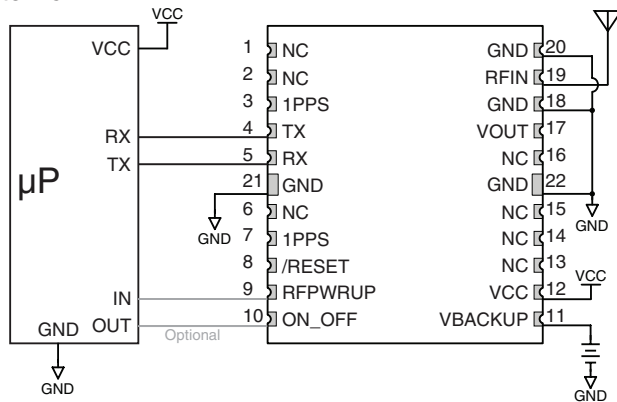 VCC
VCC
RX
TX
µP
IN
GND
OUT
GND
Optional
1 NC
2 NC
3 1PPS
4 TX
5 RX
21 GND
GND
6 NC
7 1PPS
8 /RESET
9 RFPWRUP
10 ON_OFF
GND 20
RFIN 19
GND 18
VOUT 17
NC 16
GND 22
NC 15
GND
NC 14
NC 13
VCC
VCC 12
VBACKUP 11
GND